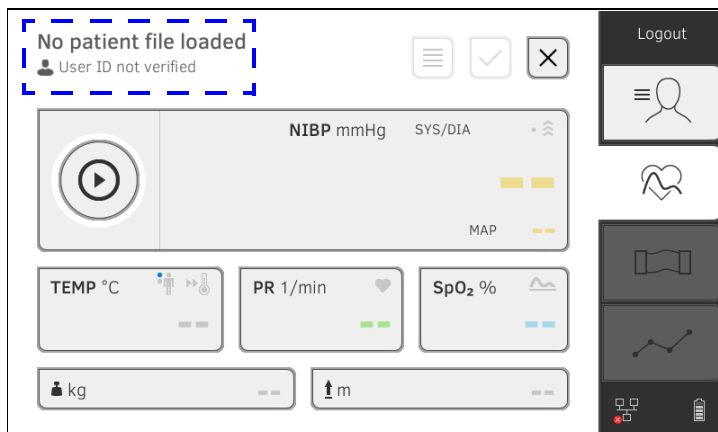 No patient file loaded
User ID not verified
Logout
NIBP mmHg SYS/DIA
-- --
MAP --
TEMP °C
--
PR 1/min
--
SpO₂ %
--
kg --
m --